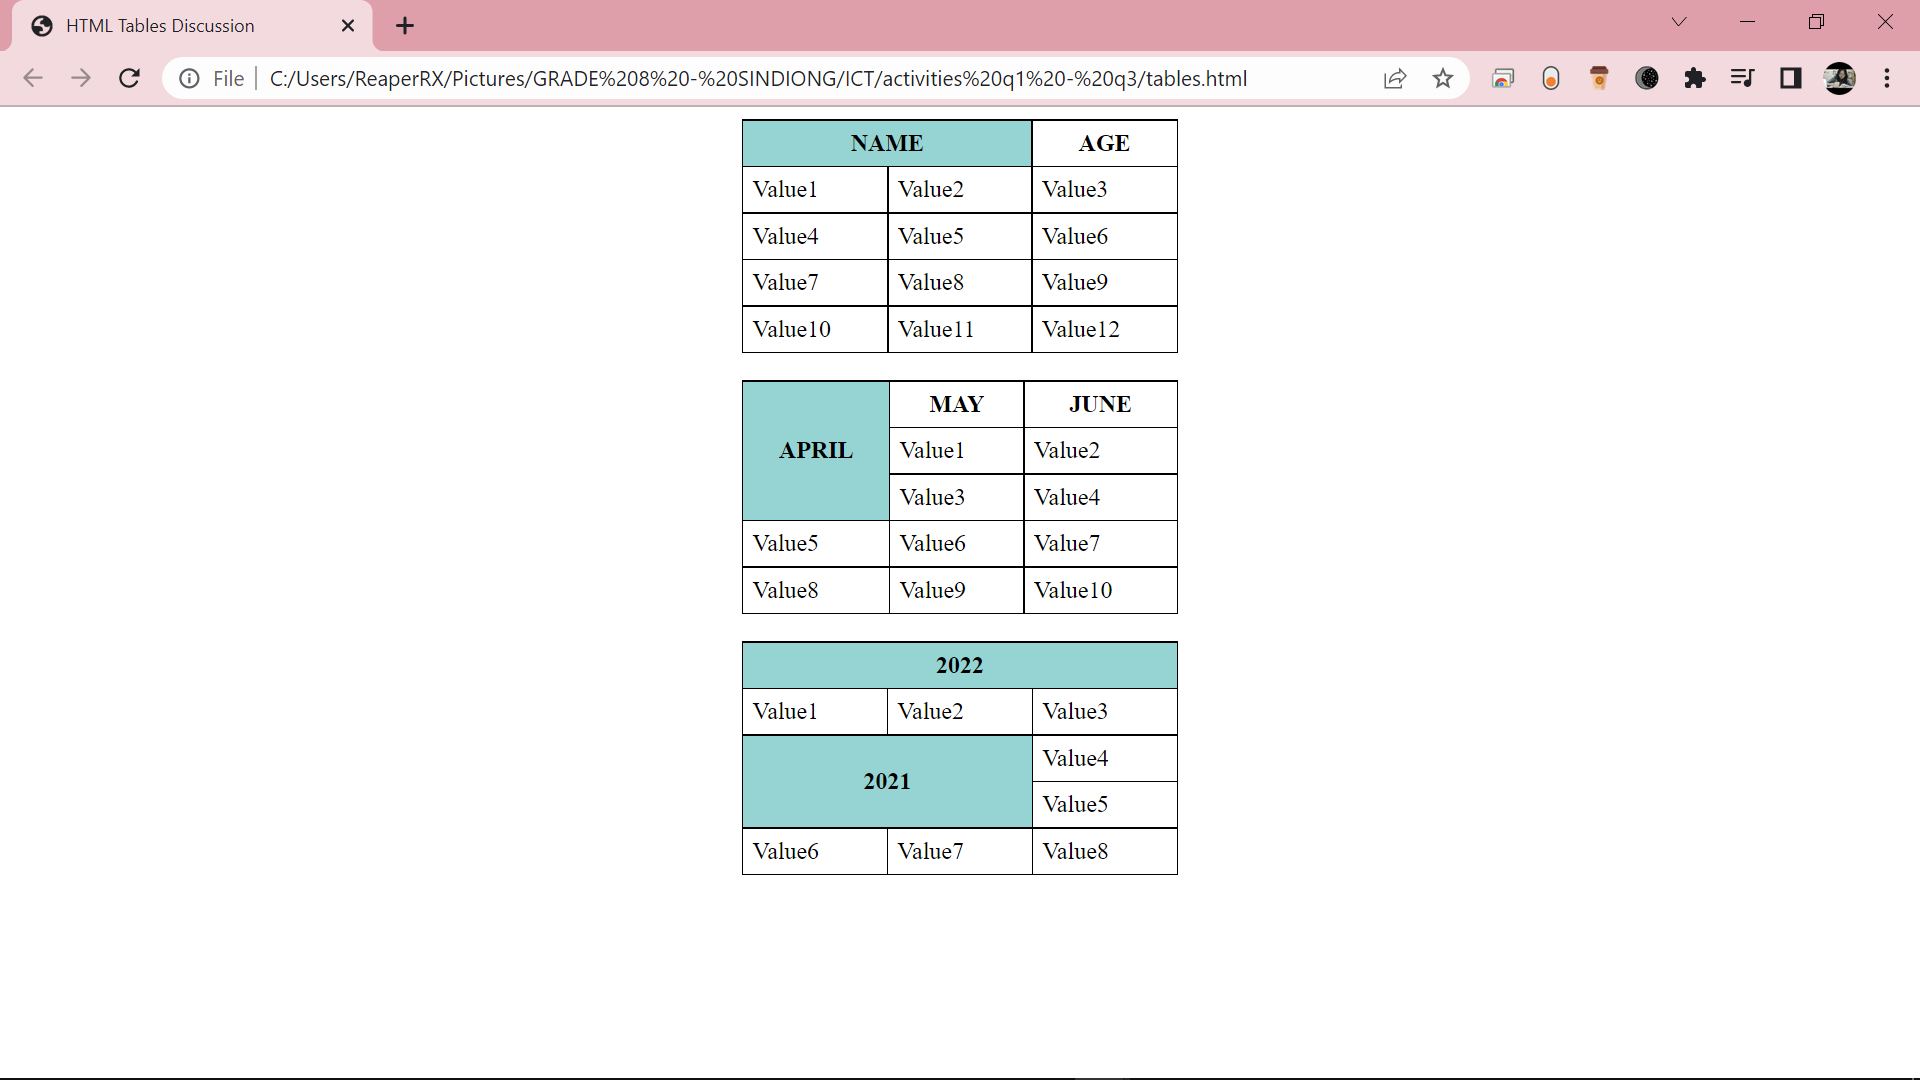 HTML Tables Discussion
File C:/Users/ReaperRX/Pictures/GRADE%208%20-%20SINDIONG/ICT/activities%20q1%20-%20q3/tables.html
NAME AGE
Value1 Value2 Value3
Value4 Value5 Value6
Value7 Value8 Value9
Value10 Value11 Value12
APRIL MAY JUNE
Value1 Value2
Value3 Value4
Value5 Value6 Value7
Value8 Value9 Value10
2022
Value1 Value2 Value3
2021 Value4
Value5
Value6 Value7 Value8